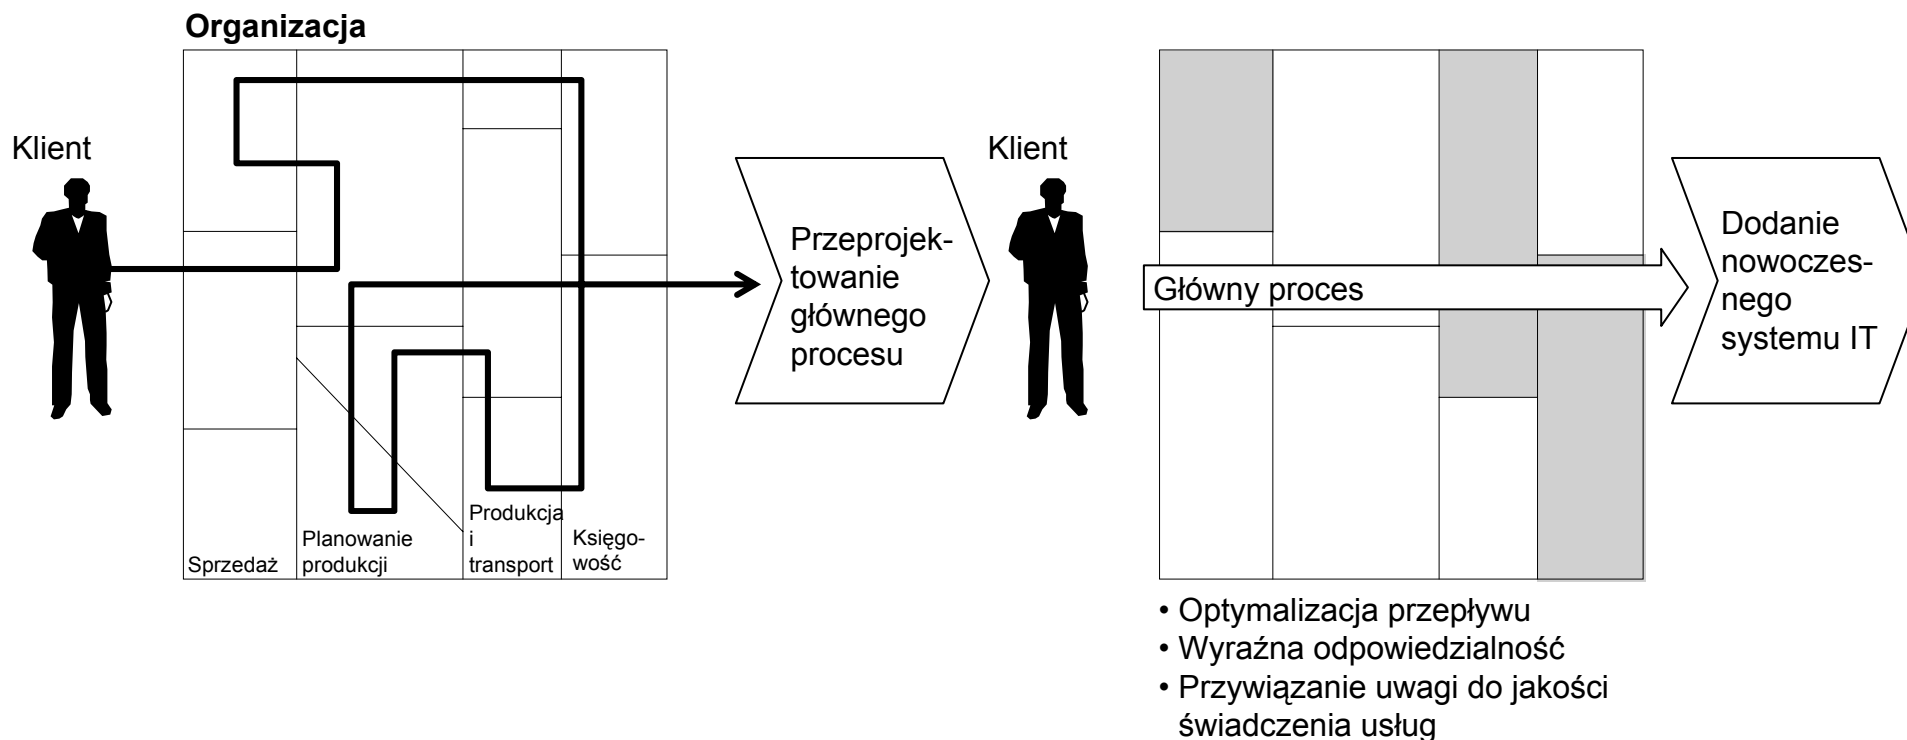 Organizacja
Klient
Sprzedaż
Planowanie
produkcji
Produkcja
i
transport
Księgo-
wość
Przeprojek-
towanie
głównego
procesu
Klient
Główny proces
Dodanie
nowoczes-
nego
systemu IT
• Optymalizacja przepływu
• Wyraźna odpowiedzialność
• Przywiązanie uwagi do jakości
świadczenia usług